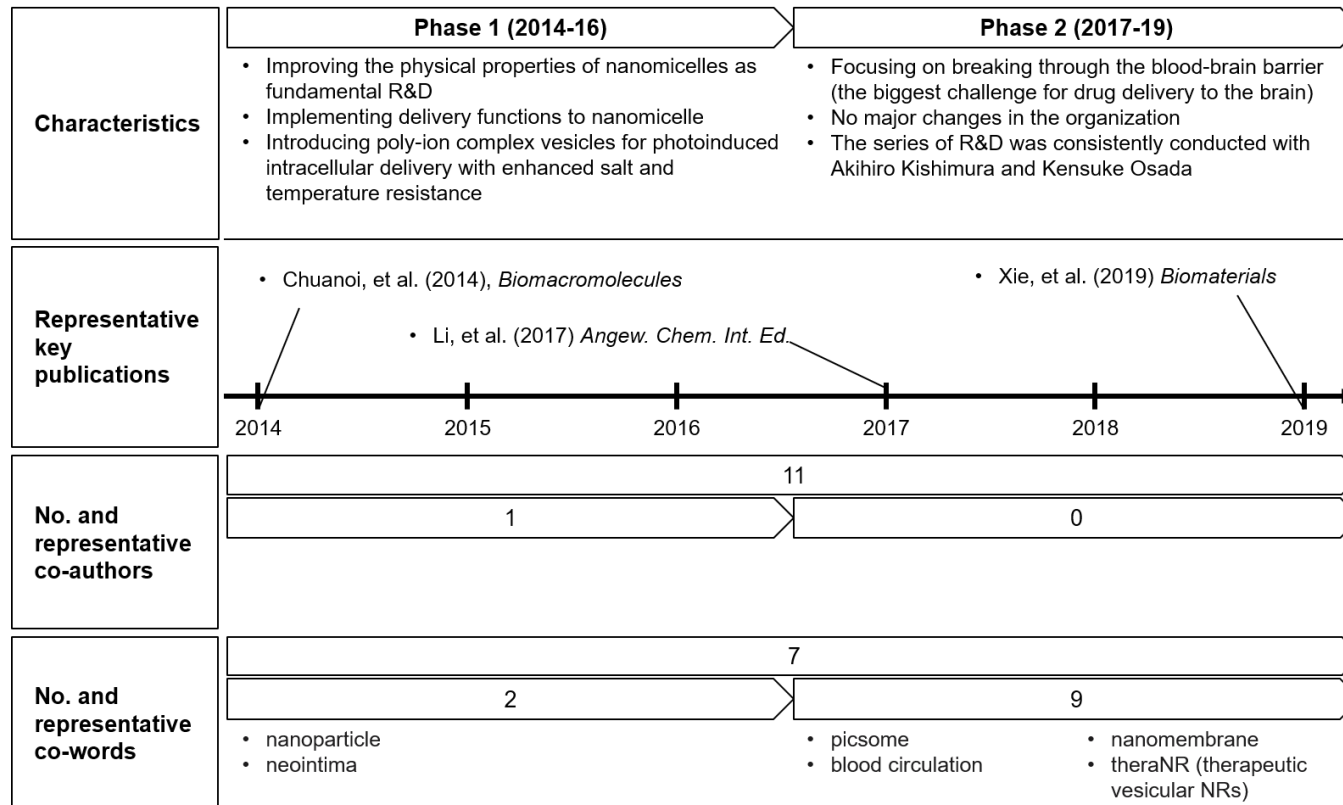 Phase 1 (2014-16)
Phase 2 (2017-19)
Characteristics
• Improving the physical properties of nanomicelles as
fundamental R&D
• Implementing delivery functions to nanomicelle
• Introducing poly-ion complex vesicles for photoinduced
intracellular delivery with enhanced salt and
temperature resistance
• Focusing on breaking through the blood-brain barrier
(the biggest challenge for drug delivery to the brain)
• No major changes in the organization
• The series of R&D was consistently conducted with
Akihiro Kishimura and Kensuke Osada
Representative
key
publications
• Chuanoi, et al. (2014), Biomacromolecules
• Li, et al. (2017) Angew. Chem. Int. Ed.
• Xie, et al. (2019) Biomaterials
2014
2015
2016
2017
2018
2019
No. and
representative
co-authors
11
1
0
No. and
representative
co-words
7
2
9
• nanoparticle
• neointima
• picsome
• blood circulation
• nanomembrane
• theraNR (therapeutic
vesicular NRs)